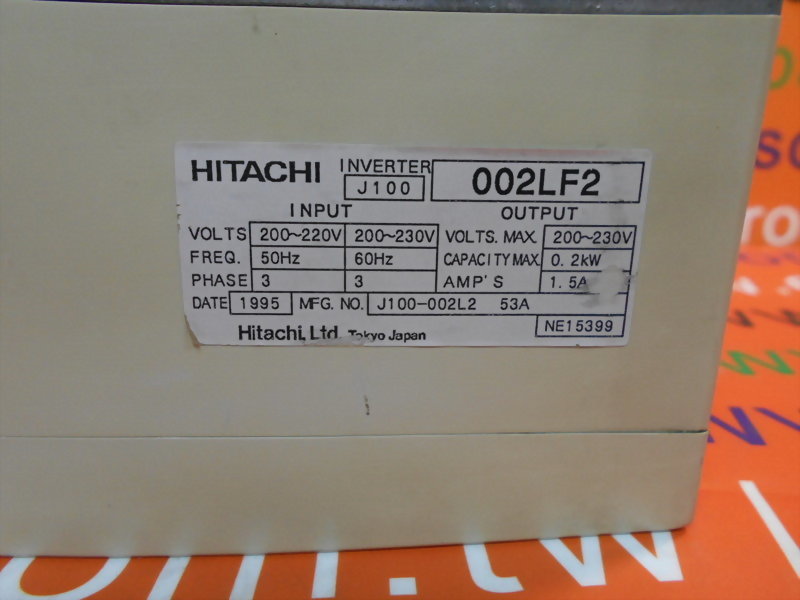 HITACHI INVERTER J100 002LF2
INPUT OUTPUT
VOLTS 200~220V 200~230V VOLTS. MAX. 200~230V
FREQ. 50Hz 60Hz CAPACITY MAX. 0.2kW
PHASE 3 3 AMP'S 1.5A
DATE 1995 MFG. NO. J100-002L2 53A
NE15399
Hitachi, Ltd. Tokyo Japan
om.tw